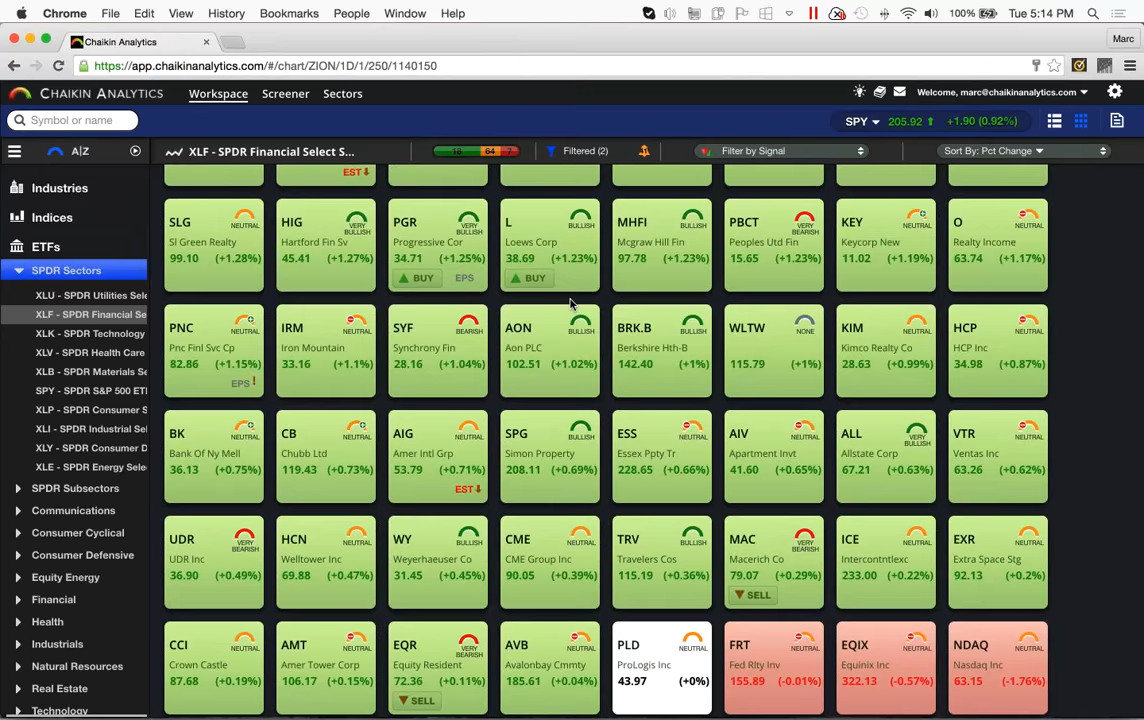 Chrome File Edit View History Bookmarks People Window Help 100% Tue 5:14 PM
Chaikin Analytics Marc
https://app.chaikinanalytics.com/#/chart/ZION/1D/1/250/1140150
CHAIKIN ANALYTICS Workspace Screener Sectors Welcome, marc@chaikinanalytics.com
Symbol or name SPY 205.92 +1.90 (0.92%)
A|Z XLF - SPDR Financial Select S... 18 64 7 Filtered (2) Filter by Signal Sort By: Pct Change
EST
Industries
Indices
ETFs
SPDR Sectors
XLU - SPDR Utilities Sele
XLF - SPDR Financial Se
XLK - SPDR Technology
XLV - SPDR Health Care
XLB - SPDR Materials Se
SPY - SPDR S&P 500 ET
XLP - SPDR Consumer S
XLI - SPDR Industrial Sel
XLY - SPDR Consumer D
XLE - SPDR Energy Sele
SPDR Subsectors
Communications
Consumer Cyclical
Consumer Defensive
Equity Energy
Financial
Health
Industrials
Natural Resources
Real Estate
Technology
SLG NEUTRAL
Sl Green Realty
99.10 (+1.28%)
HIG VERY BULLISH
Hartford Fin Sv
45.41 (+1.27%)
PGR VERY BULLISH
Progressive Cor
34.71 (+1.25%)
BUY EPS
L BULLISH
Loews Corp
38.69 (+1.23%)
BUY
MHFI BULLISH
Mcgraw Hill Fin
97.78 (+1.23%)
PBCT VERY BEARISH
Peoples Utd Fin
15.65 (+1.23%)
KEY NEUTRAL
Keycorp New
11.02 (+1.19%)
O NEUTRAL
Realty Income
63.74 (+1.17%)
PNC NEUTRAL
Pnc Finl Svc Cp
82.86 (+1.15%)
EPS !
IRM NEUTRAL
Iron Mountain
33.16 (+1.1%)
SYF BEARISH
Synchrony Fin
28.16 (+1.04%)
AON BULLISH
Aon PLC
102.51 (+1.02%)
BRK.B BULLISH
Berkshire Hth-B
142.40 (+1%)
WLTW NONE
115.79 (+1%)
KIM NEUTRAL
Kimco Realty Co
28.63 (+0.99%)
HCP NEUTRAL
HCP Inc
34.98 (+0.87%)
BK NEUTRAL
Bank Of Ny Mell
36.13 (+0.75%)
CB NEUTRAL
Chubb Ltd
119.43 (+0.73%)
AIG NEUTRAL
Amer Intl Grp
53.79 (+0.71%)
EST
SPG BULLISH
Simon Property
208.11 (+0.69%)
ESS NEUTRAL
Essex Ppty Tr
228.65 (+0.66%)
AIV NEUTRAL
Apartment Invt
41.60 (+0.65%)
ALL VERY BULLISH
Allstate Corp
67.21 (+0.63%)
VTR NEUTRAL
Ventas Inc
63.26 (+0.62%)
UDR VERY BEARISH
UDR Inc
36.90 (+0.49%)
HCN NEUTRAL
Welltower Inc
69.88 (+0.47%)
WY BULLISH
Weyerhaeuser Co
31.45 (+0.45%)
CME NEUTRAL
CME Group Inc
90.05 (+0.39%)
TRV BULLISH
Travelers Cos
115.19 (+0.36%)
MAC VERY BEARISH
Macerich Co
79.07 (+0.29%)
SELL
ICE NEUTRAL
Intercontntlexc
233.00 (+0.22%)
EXR NEUTRAL
Extra Space Stg
92.13 (+0.2%)
CCI NEUTRAL
Crown Castle
87.68 (+0.19%)
AMT NEUTRAL
Amer Tower Corp
106.17 (+0.15%)
EQR VERY BEARISH
Equity Resident
72.36 (+0.11%)
SELL
AVB NEUTRAL
Avalonbay Cmmty
185.61 (+0.04%)
PLD NEUTRAL
ProLogis Inc
43.97 (+0%)
FRT NEUTRAL
Fed Rlty Inv
155.89 (-0.01%)
EQIX NEUTRAL
Equinix Inc
322.13 (-0.57%)
NDAQ NEUTRAL
Nasdaq Inc
63.15 (-1.76%)